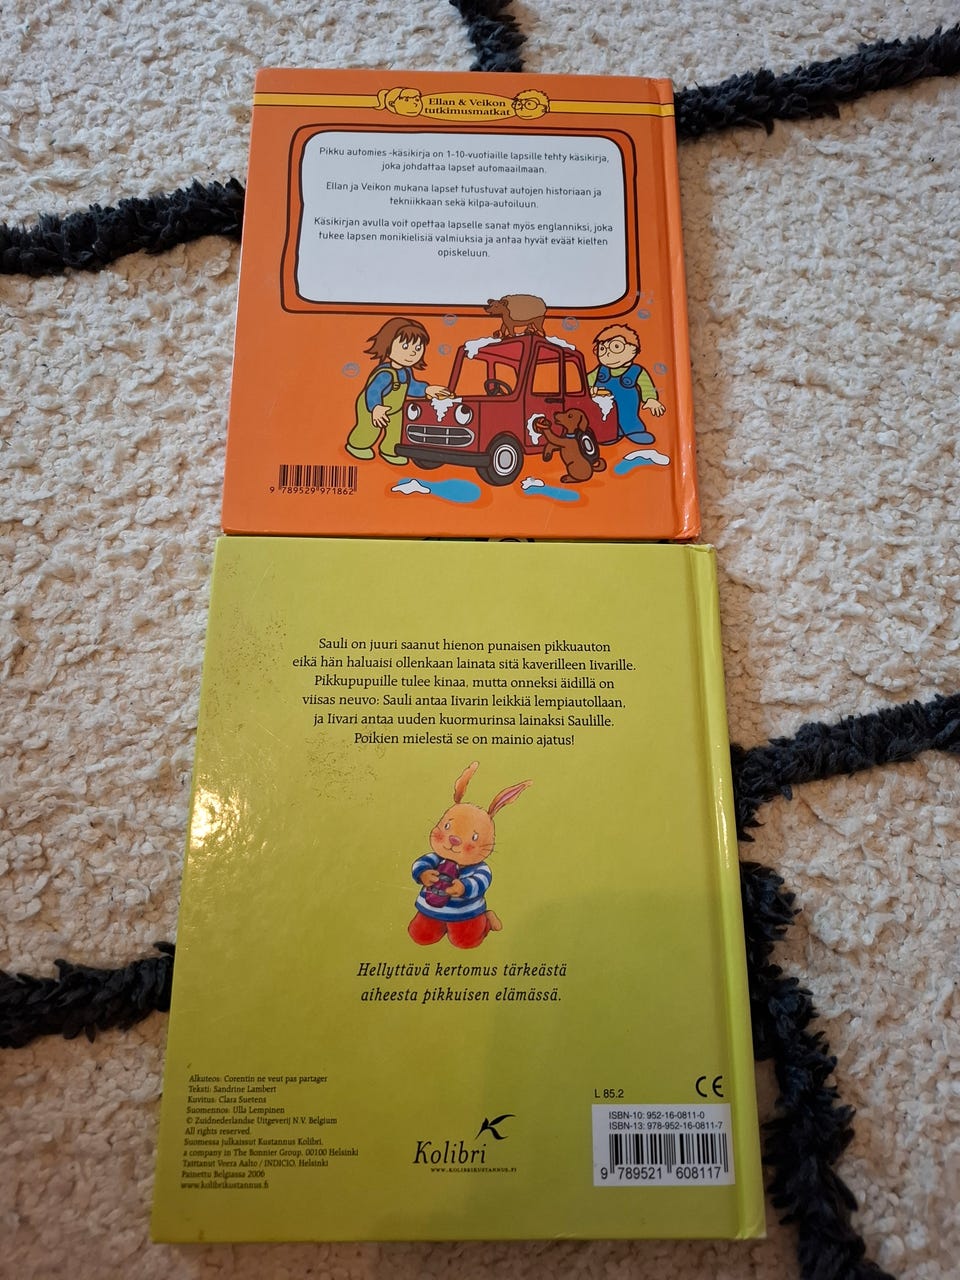 Ellan & Veikon
tutkimusmatkat
Pikku automies -käsikirja on 1-10-vuotiaille lapsille tehty käsikirja,
joka johdattaa lapset automaailmaan.
Ellan ja Veikon mukana lapset tutustuvat autojen historiaan ja
tekniikkaan sekä kilpa-autoiluun.
Käsikirjan avulla voit opettaa lapselle sanat myös englanniksi, joka
tukee lapsen monikielisiä valmiuksia ja antaa hyvät eväät kielten
opiskeluun.
9 789529 971862
Sauli on juuri saanut hienon punaisen pikkuauton
eikä hän haluaisi ollenkaan lainata sitä kaverilleen Iivarille.
Pikkupupuille tulee kinaa, mutta onneksi äidillä on
viisas neuvo: Sauli antaa Iivarin leikkiä lempiautollaan,
ja Iivari antaa uuden kuormurinsa lainaksi Saulille.
Poikien mielestä se on mainio ajatus!
Hellyttävä kertomus tärkeästä
aiheesta pikkuisen elämässä.
Alkuteos: Corentin ne veut pas partager
Teksti: Sandrine Lambert
Kuvitus: Clara Suetens
Suomennos: Ulla Lempinen
© Zuidnederlandse Uitgeverij N.V. Belgium
All rights reserved.
Suomessa julkaissut Kustannus Kolibri,
a company in The Bonnier Group, 00100 Helsinki
Taittanut Veera Aalto / INDICIO, Helsinki
Painettu Belgiassa 2006
www.kolibrikustannus.fi
Kolibri
WWW.KOLIBRIKUSTANNUS.FI
L 85.2
CE
ISBN-10: 952-16-0811-0
ISBN-13: 978-952-16-0811-7
9 789521 608117